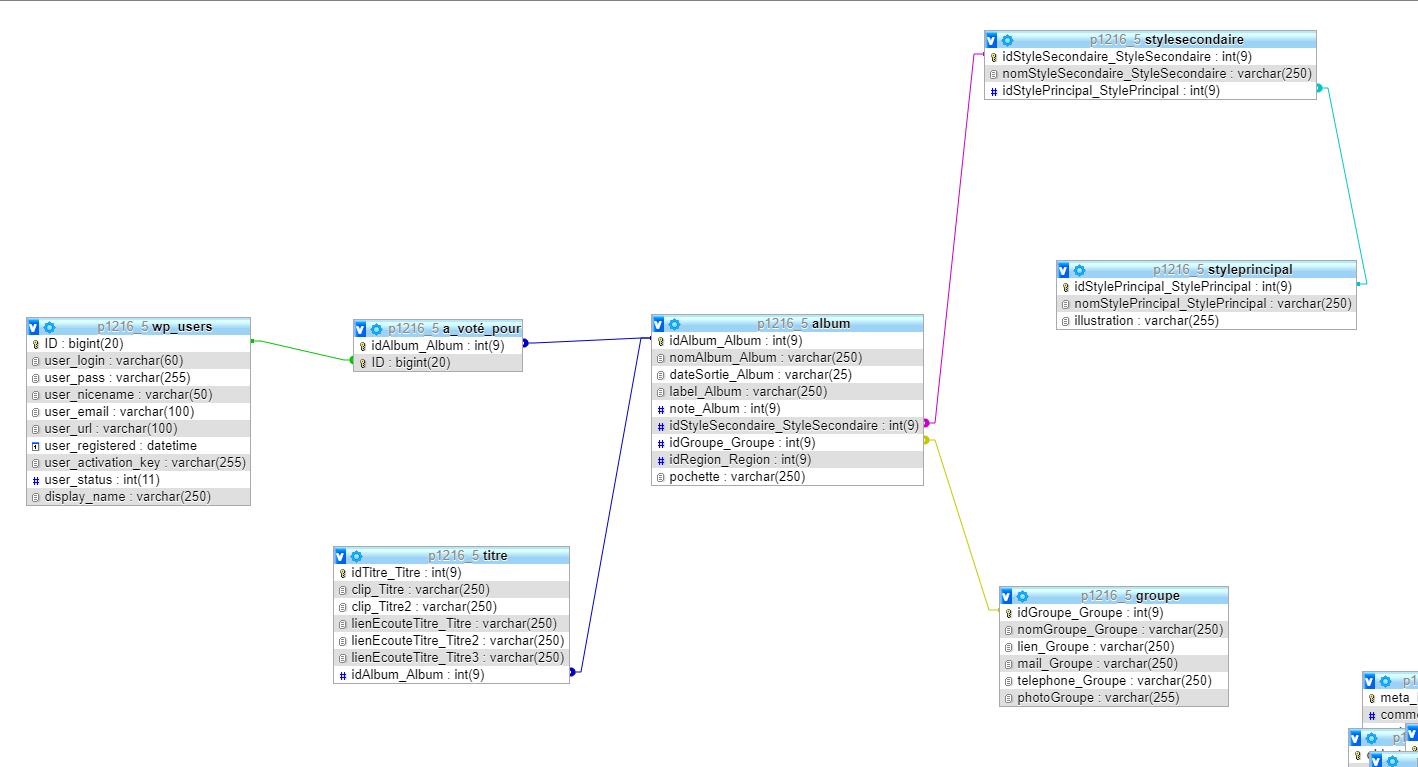 p1216_5 stylesecondaire
idStyleSecondaire_StyleSecondaire : int(9)
nomStyleSecondaire_StyleSecondaire : varchar(250)
idStylePrincipal_StylePrincipal : int(9)
p1216_5 styleprincipal
idStylePrincipal_StylePrincipal : int(9)
nomStylePrincipal_StylePrincipal : varchar(250)
illustration : varchar(255)
p1216_5 wp_users
ID : bigint(20)
user_login : varchar(60)
user_pass : varchar(255)
user_nicename : varchar(50)
user_email : varchar(100)
user_url : varchar(100)
user_registered : datetime
user_activation_key : varchar(255)
user_status : int(11)
display_name : varchar(250)
p1216_5 a_voté_pour
idAlbum_Album : int(9)
ID : bigint(20)
p1216_5 album
idAlbum_Album : int(9)
nomAlbum_Album : varchar(250)
dateSortie_Album : varchar(25)
label_Album : varchar(250)
note_Album : int(9)
idStyleSecondaire_StyleSecondaire : int(9)
idGroupe_Groupe : int(9)
idRegion_Region : int(9)
pochette : varchar(250)
p1216_5 titre
idTitre_Titre : int(9)
clip_Titre : varchar(250)
clip_Titre2 : varchar(250)
lienEcouteTitre_Titre : varchar(250)
lienEcouteTitre_Titre2 : varchar(250)
lienEcouteTitre_Titre3 : varchar(250)
idAlbum_Album : int(9)
p1216_5 groupe
idGroupe_Groupe : int(9)
nomGroupe_Groupe : varchar(250)
lien_Groupe : varchar(250)
mail_Groupe : varchar(250)
telephone_Groupe : varchar(250)
photoGroupe : varchar(255)
p1
meta_
comm
p1